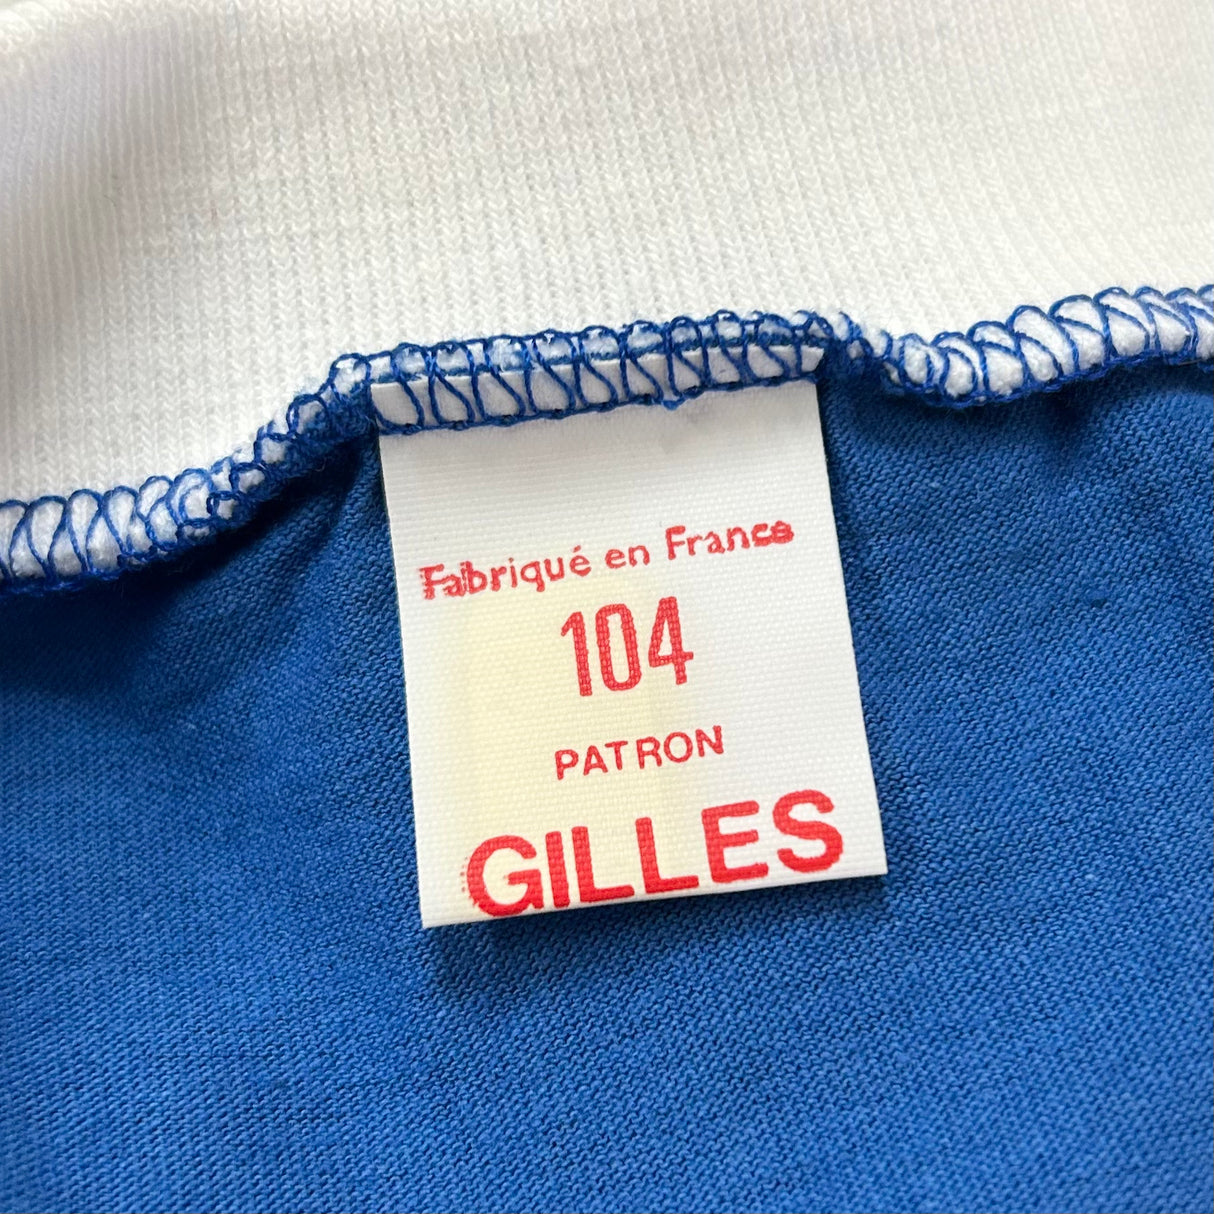 Fabriqué en France
104
PATRON
GILLES